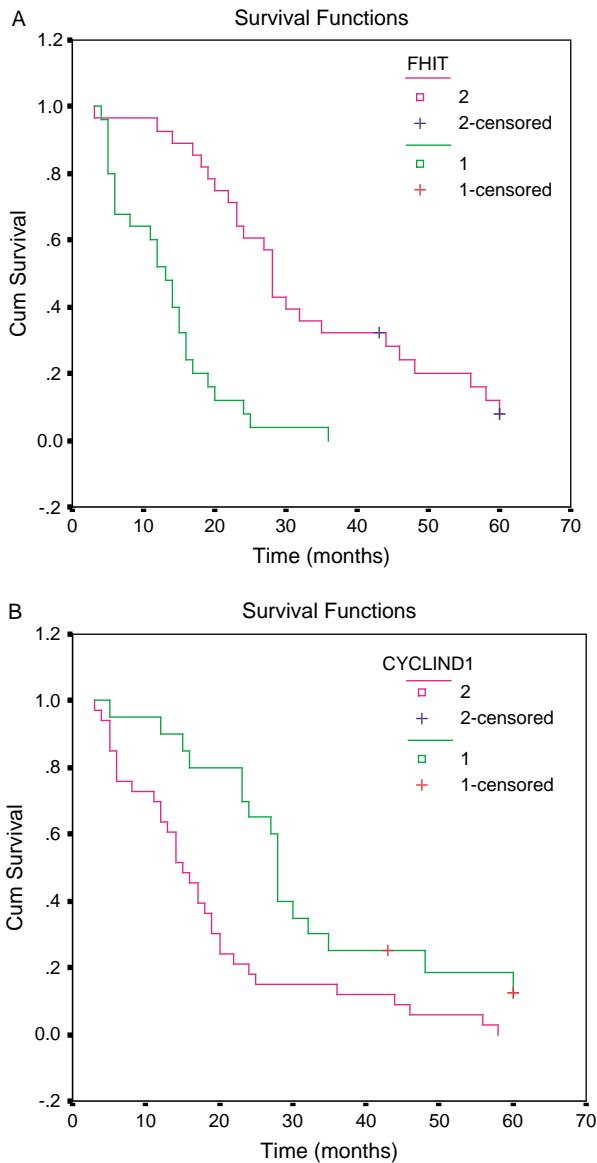 A
Survival Functions
1.2
1.0
.8
.6
.4
.2
0.0
-.2
Cum Survival
FHIT
2
2-censored
1
1-censored
0 10 20 30 40 50 60 70
Time (months)
B
Survival Functions
1.2
1.0
.8
.6
.4
.2
0.0
-.2
Cum Survival
CYCLIND1
2
2-censored
1
1-censored
0 10 20 30 40 50 60 70
Time (months)